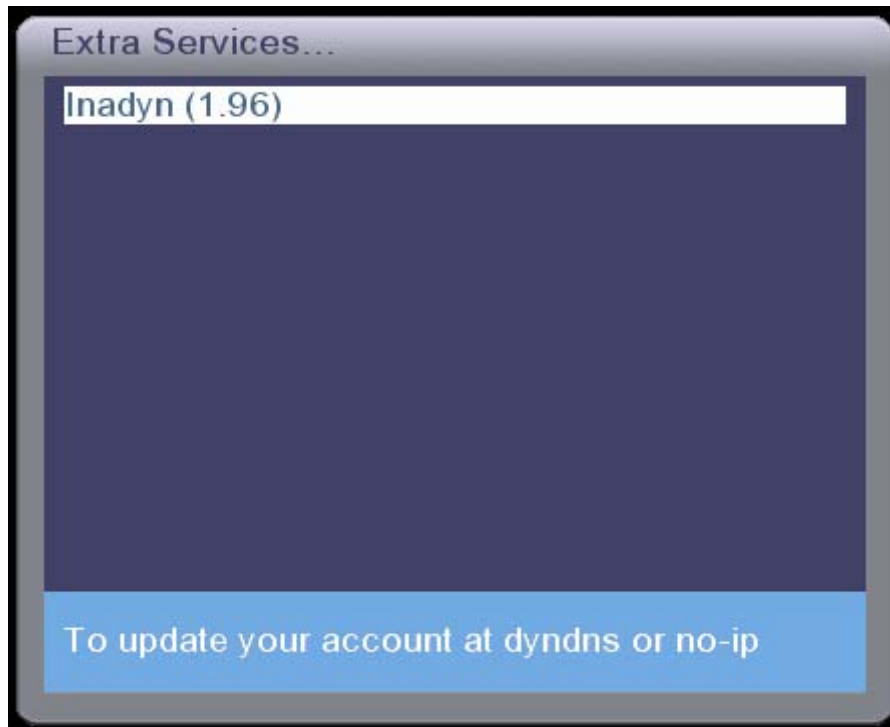 Extra Services...
Inadyn (1.96)
To update your account at dyndns or no-ip